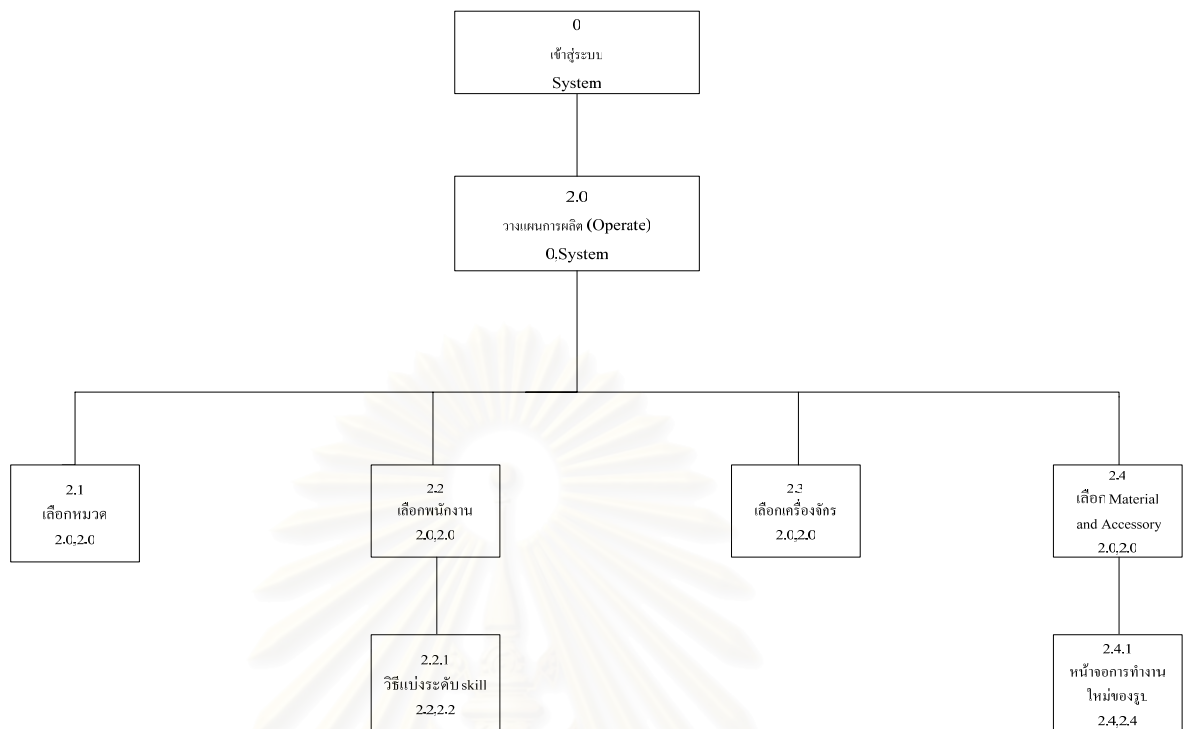 0
เข้าสู่ระบบ
System
2.0
วางแผนการผลิต (Operate)
0,System
2.1
เลือกหมวด
2.0,2.0
2.2
เลือกพนักงาน
2.0,2.0
2.3
เลือกเครื่องจักร
2.0,2.0
2.4
เลือก Material
and Accessory
2.0,2.0
2.2.1
วิธีแบ่งระดับ skill
2.2,2.2
2.4.1
หน้าจอการทำงาน
ใหม่ของรูป
2.4,2.4